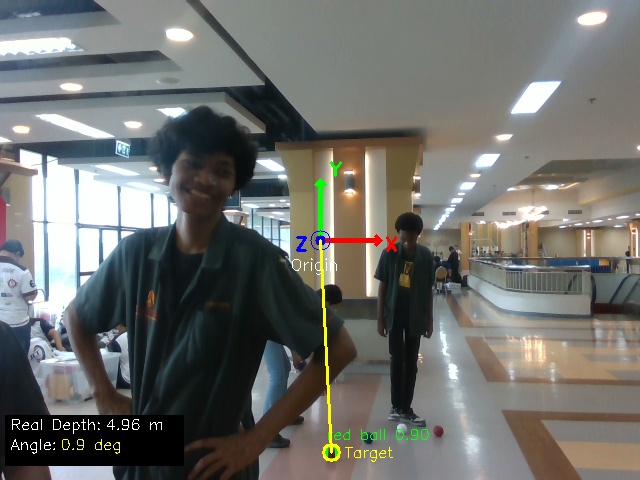 Y
Z
X
Origin
Real Depth: 4.96 m
Angle: 0.9 deg
ed ball 0.90
Target